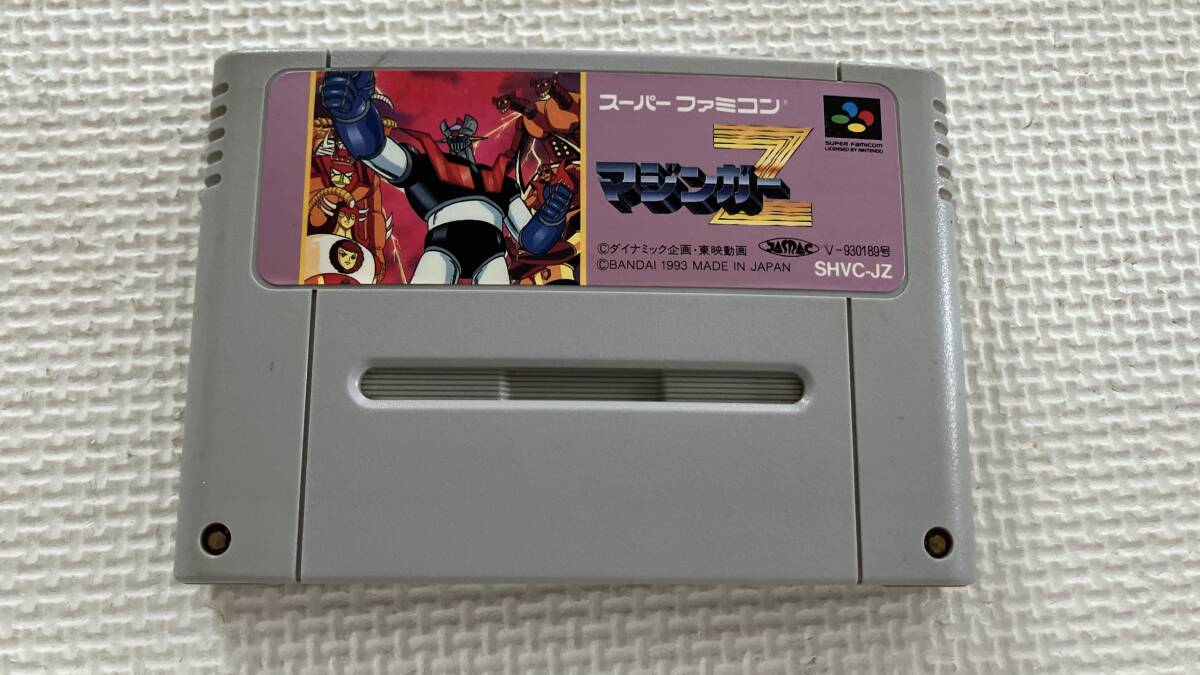 スーパーファミコン®
マジンガーZ
SUPER FAMICOM
LICENSED BY NINTENDO
©ダイナミック企画・東映動画
JASRAC
V-930189号
©BANDAI 1993 MADE IN JAPAN
SHVC-JZ